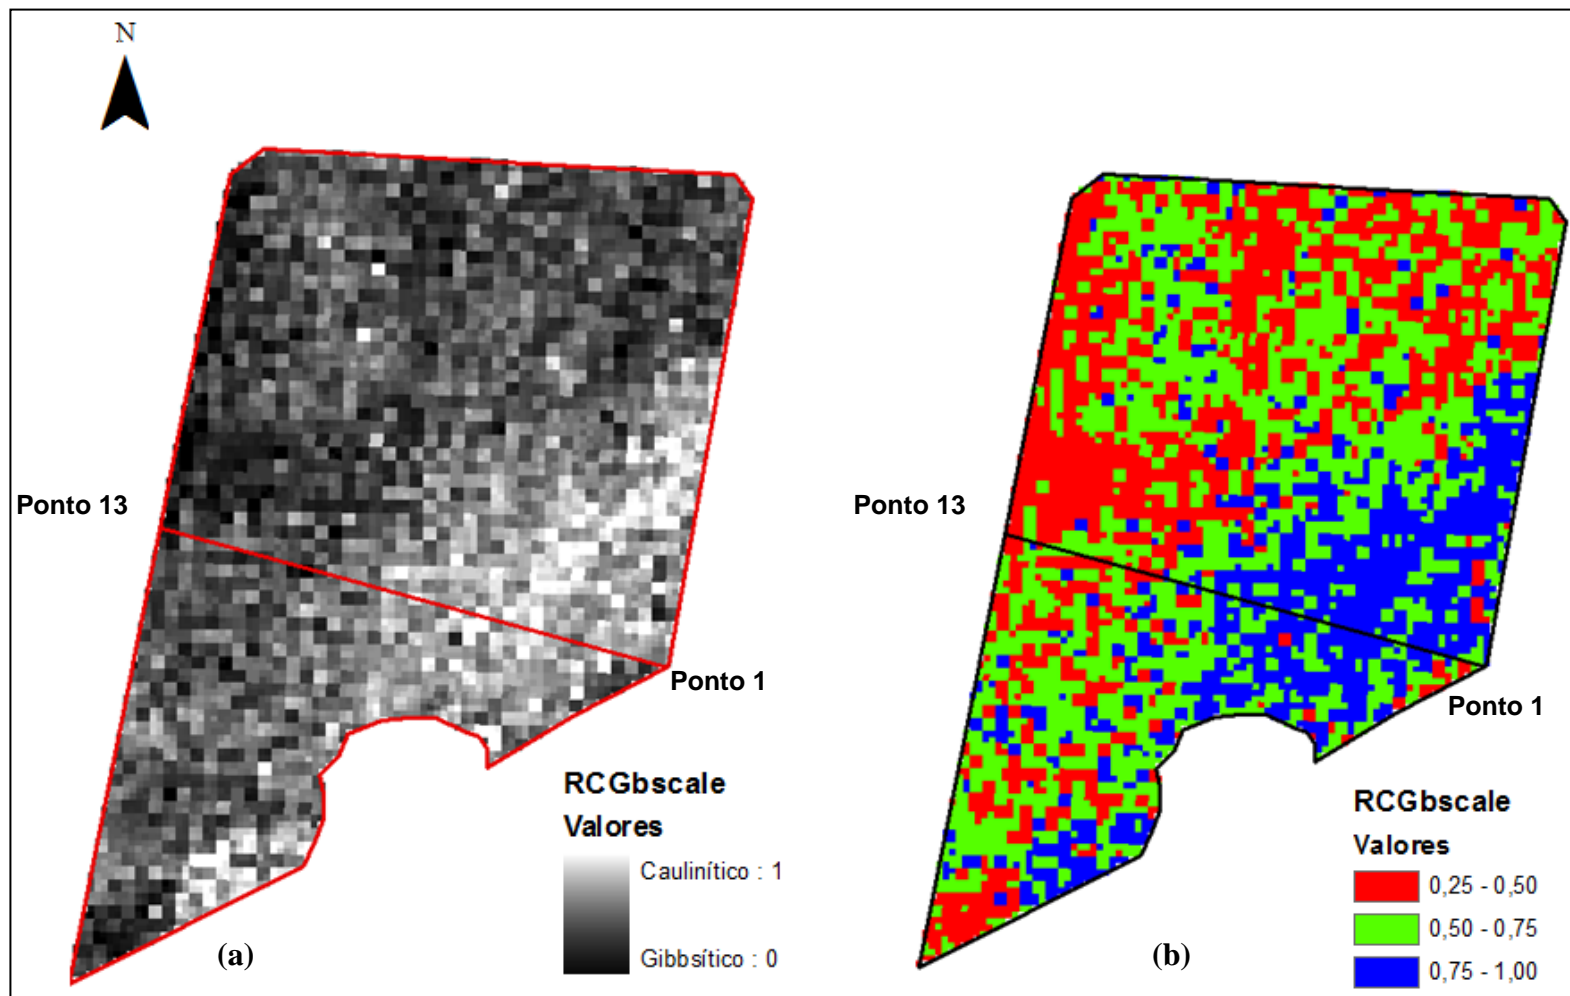 N
Ponto 13
Ponto 1
RCGbscale
Valores
Caulinítico : 1
Gibbsítico : 0
(a)
Ponto 13
Ponto 1
RCGbscale
Valores
0,25 - 0,50
0,50 - 0,75
0,75 - 1,00
(b)